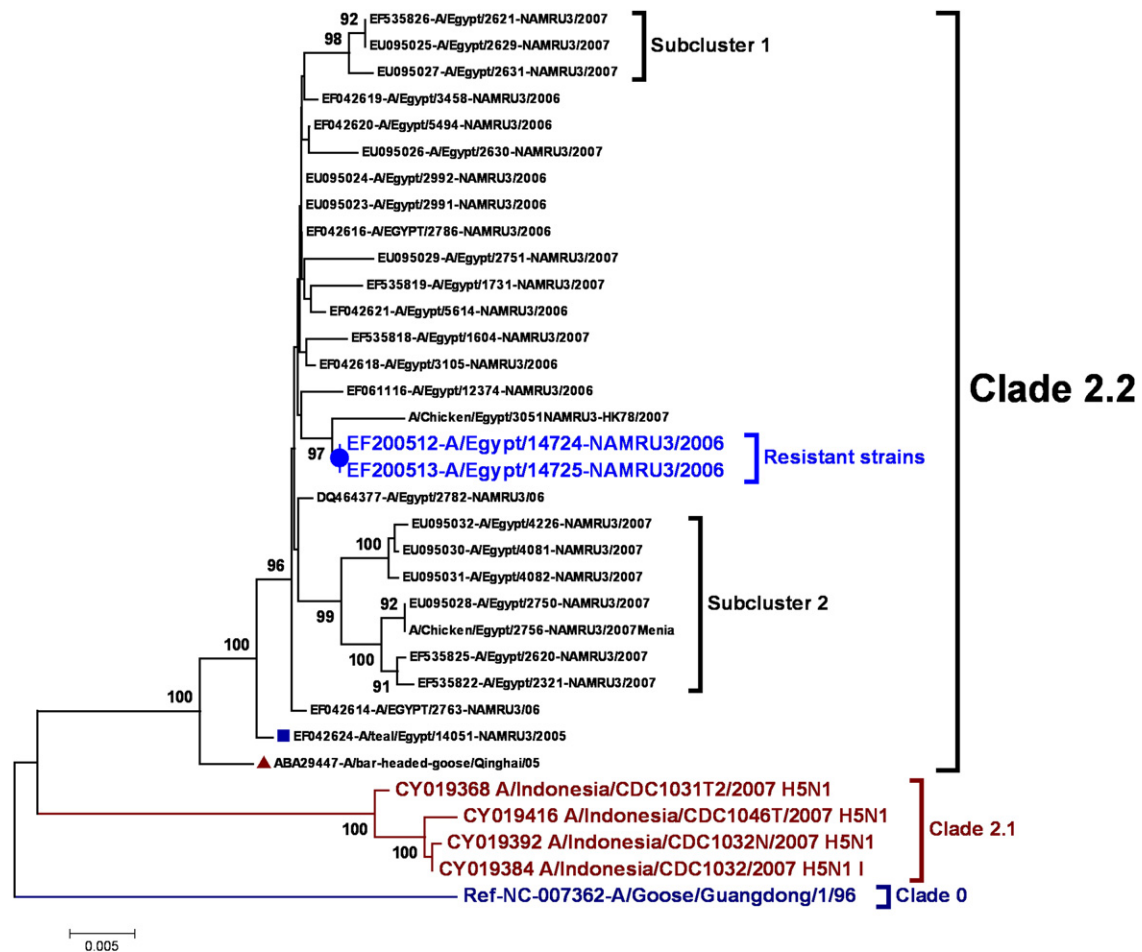 92
EF535826-A/Egypt/2621-NAMRU3/2007
98
EU095025-A/Egypt/2629-NAMRU3/2007
Subcluster 1
EU095027-A/Egypt/2631-NAMRU3/2007
EF042619-A/Egypt/3458-NAMRU3/2006
EF042620-A/Egypt/5494-NAMRU3/2006
EU095026-A/Egypt/2630-NAMRU3/2007
EU095024-A/Egypt/2992-NAMRU3/2006
EU095023-A/Egypt/2991-NAMRU3/2006
EF042616-A/EGYPT/2786-NAMRU3/2006
EU095029-A/Egypt/2751-NAMRU3/2007
EF535819-A/Egypt/1731-NAMRU3/2007
EF042621-A/Egypt/5614-NAMRU3/2006
EF535818-A/Egypt/1604-NAMRU3/2007
EF042618-A/Egypt/3105-NAMRU3/2006
Clade 2.2
EF061116-A/Egypt/12374-NAMRU3/2006
A/Chicken/Egypt/3051NAMRU3-HK78/2007
EF200512-A/Egypt/14724-NAMRU3/2006
97
Resistant strains
EF200513-A/Egypt/14725-NAMRU3/2006
DQ464377-A/Egypt/2782-NAMRU3/06
EU095032-A/Egypt/4226-NAMRU3/2007
100
EU095030-A/Egypt/4081-NAMRU3/2007
96
EU095031-A/Egypt/4082-NAMRU3/2007
92
EU095028-A/Egypt/2750-NAMRU3/2007
99
Subcluster 2
A/Chicken/Egypt/2756-NAMRU3/2007Menia
100
100
EF535825-A/Egypt/2620-NAMRU3/2007
91
EF535822-A/Egypt/2321-NAMRU3/2007
100
EF042614-A/EGYPT/2763-NAMRU3/06
EF042624-A/teal/Egypt/14051-NAMRU3/2005
ABA29447-A/bar-headed-goose/Qinghai/05
CY019368 A/Indonesia/CDC1031T2/2007 H5N1
CY019416 A/Indonesia/CDC1046T/2007 H5N1
100
Clade 2.1
CY019392 A/Indonesia/CDC1032N/2007 H5N1
100
CY019384 A/Indonesia/CDC1032/2007 H5N1 I
Ref-NC-007362-A/Goose/Guangdong/1/96
Clade 0
0.005